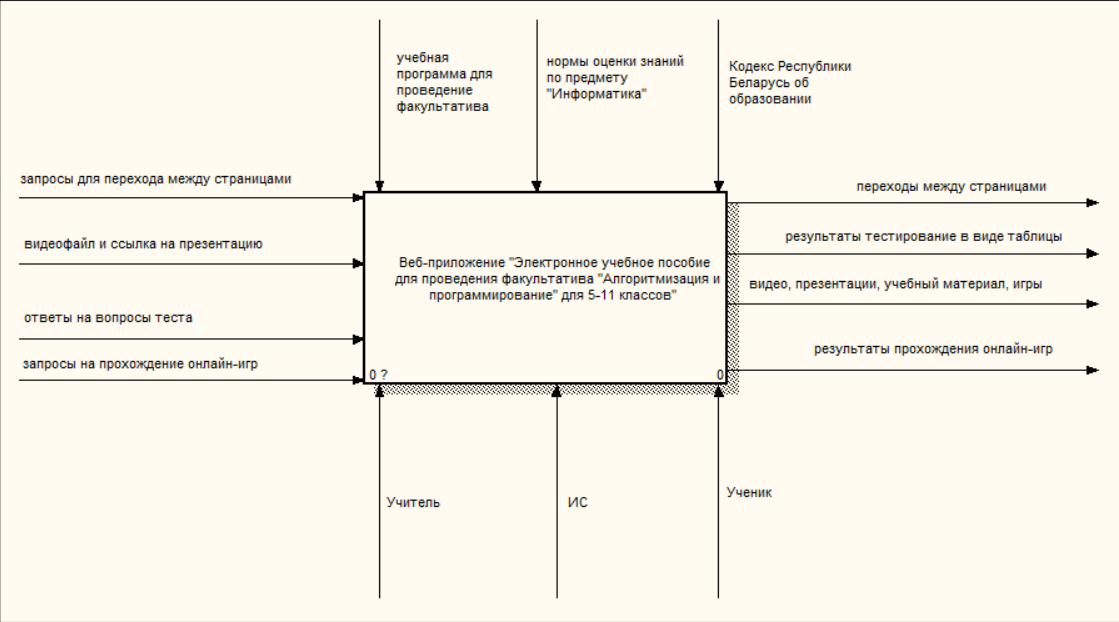 учебная
программа для
проведение
факультатива
нормы оценки знаний
по предмету
"Информатика"
Кодекс Республики
Беларусь об
образовании
запросы для перехода между страницами
видеофайл и ссылка на презентацию
ответы на вопросы теста
запросы на прохождение онлайн-игр
Веб-приложение "Электронное учебное пособие
для проведения факультатива "Алгоритмизация и
программирование" для 5-11 классов"
0 ?
0
переходы между страницами
результаты тестирование в виде таблицы
видео, презентации, учебный материал, игры
результаты прохождения онлайн-игр
Учитель
ИС
Ученик